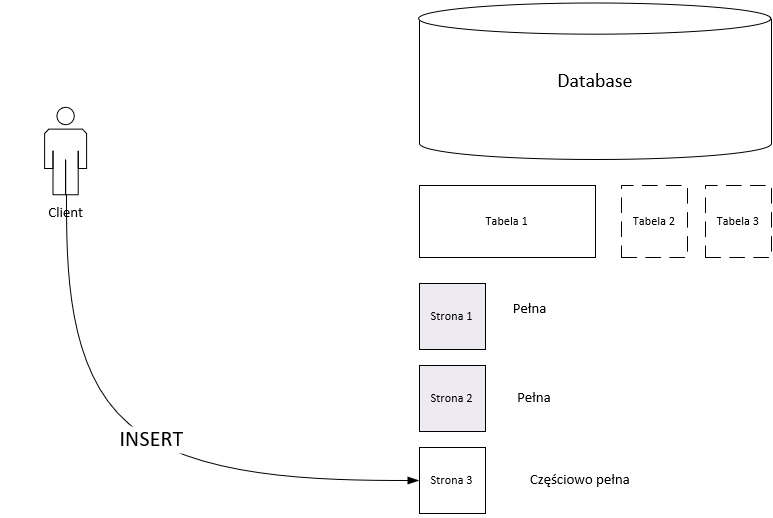 Database
Client
Tabela 1
Tabela 2
Tabela 3
Strona 1
Pełna
Strona 2
Pełna
INSERT
Strona 3
Częściowo pełna